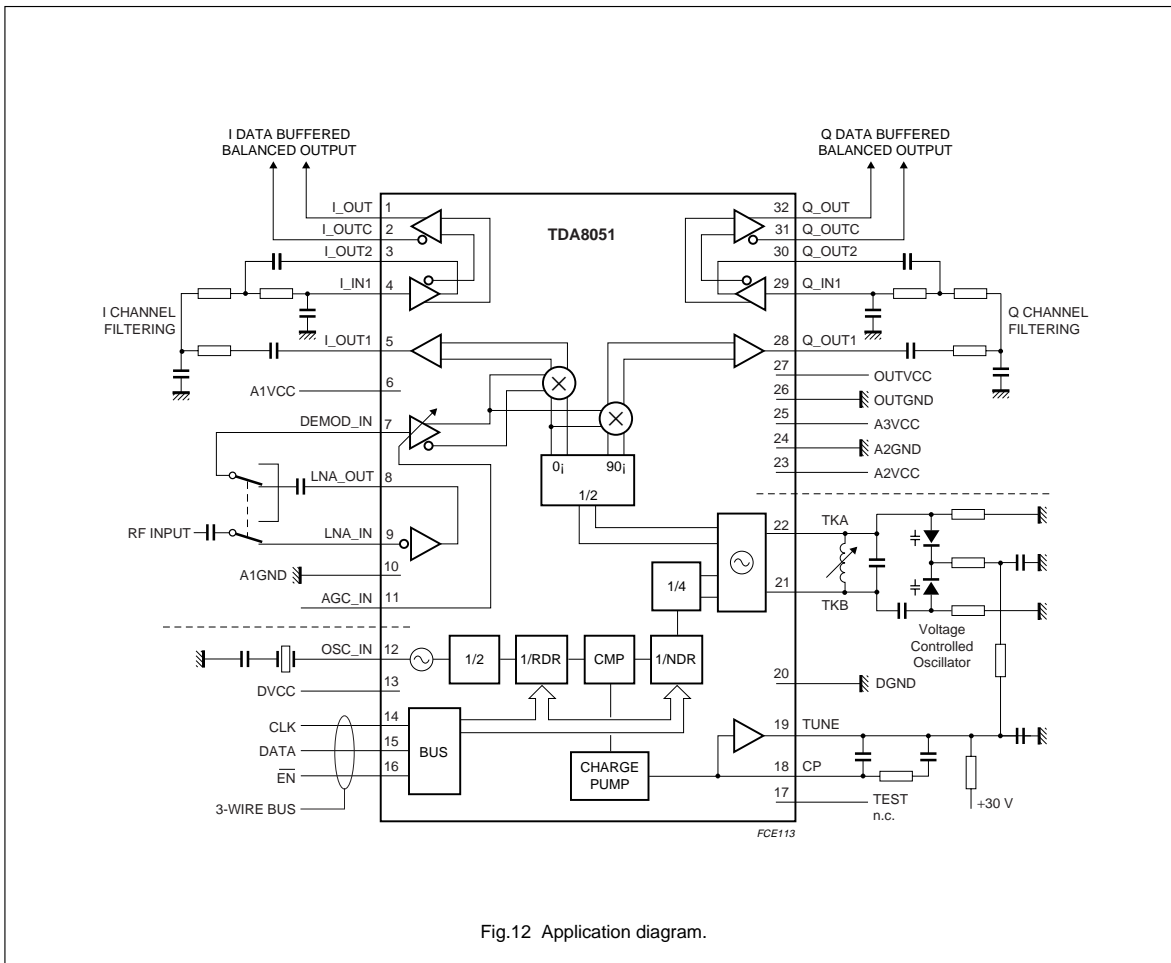 I DATA BUFFERED
BALANCED OUTPUT
Q DATA BUFFERED
BALANCED OUTPUT
TDA8051
I_OUT 1
I_OUTC 2
I_OUT2 3
I_IN1 4
I CHANNEL
FILTERING
I_OUT1 5
A1VCC 6
DEMOD_IN 7
LNA_OUT 8
RF INPUT
LNA_IN 9
A1GND 10
AGC_IN 11
OSC_IN 12
DVCC 13
CLK 14
DATA 15
EN 16
3-WIRE BUS
32 Q_OUT
31 Q_OUTC
30 Q_OUT2
29 Q_IN1
Q CHANNEL
FILTERING
28 Q_OUT1
27 OUTVCC
26 OUTGND
25 A3VCC
24 A2GND
23 A2VCC
0¡ 90¡
1/2
22 TKA
21 TKB
Voltage
Controlled
Oscillator
1/4
1/2
1/RDR
CMP
1/NDR
BUS
CHARGE
PUMP
20 DGND
19 TUNE
18 CP
17 TEST
n.c.
+30 V
FCE113
Fig.12 Application diagram.